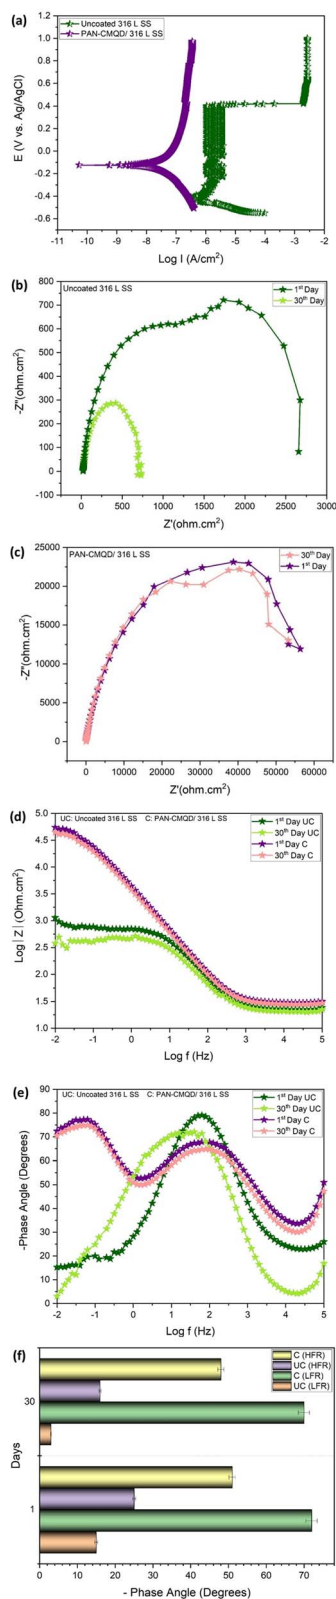 (a)
Uncoated 316 L SS
PAN-CMQD/ 316 L SS
E (V vs. Ag/AgCl)
1.0
0.8
0.6
0.4
0.2
0.0
-0.2
-0.4
-0.6
-11 -10 -9 -8 -7 -6 -5 -4 -3 -2
Log I (A/cm²)
(b)
Uncoated 316 L SS
1st Day
30th Day
-Z''(ohm.cm²)
800
700
600
500
400
300
200
100
0
-100
0 500 1000 1500 2000 2500 3000
Z'(ohm.cm²)
(c)
PAN-CMQD/ 316 L SS
30th Day
1st Day
-Z''(ohm.cm²)
25000
20000
15000
10000
5000
0
0 10000 20000 30000 40000 50000 60000
Z'(ohm.cm²)
(d)
UC: Uncoated 316 L SS C: PAN-CMQD/ 316 L SS
1st Day UC
30th Day UC
1st Day C
30th Day C
Log | Z | (Ohm.cm²)
5.0
4.5
4.0
3.5
3.0
2.5
2.0
1.5
1.0
-2 -1 0 1 2 3 4 5
Log f (Hz)
(e)
UC: Uncoated 316 L SS C: PAN-CMQD/ 316 L SS
1st Day UC
30th Day UC
1st Day C
30th Day C
-Phase Angle (Degrees)
90
80
70
60
50
40
30
20
10
0
-2 -1 0 1 2 3 4 5
Log f (Hz)
(f)
C (HFR)
UC (HFR)
C (LFR)
UC (LFR)
Days
30
1
0 10 20 30 40 50 60 70
- Phase Angle (Degrees)